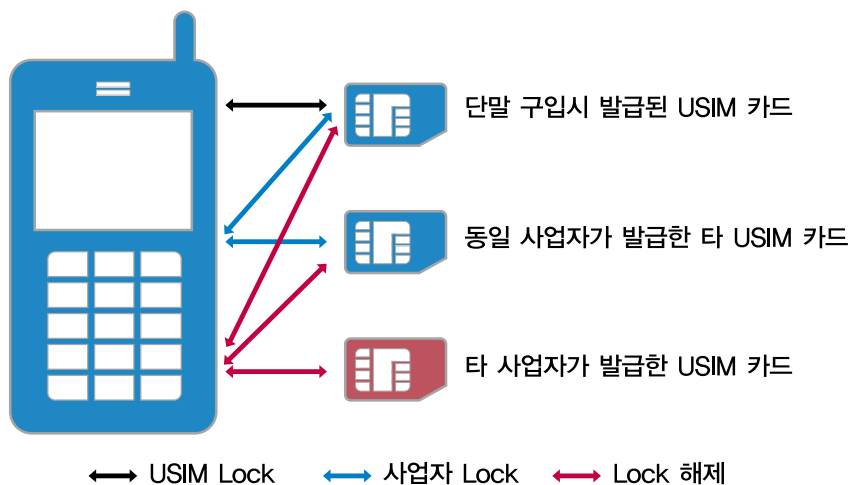 단말 구입시 발급된 USIM 카드
동일 사업자가 발급한 타 USIM 카드
타 사업자가 발급한 USIM 카드
USIM Lock 사업자 Lock Lock 해제